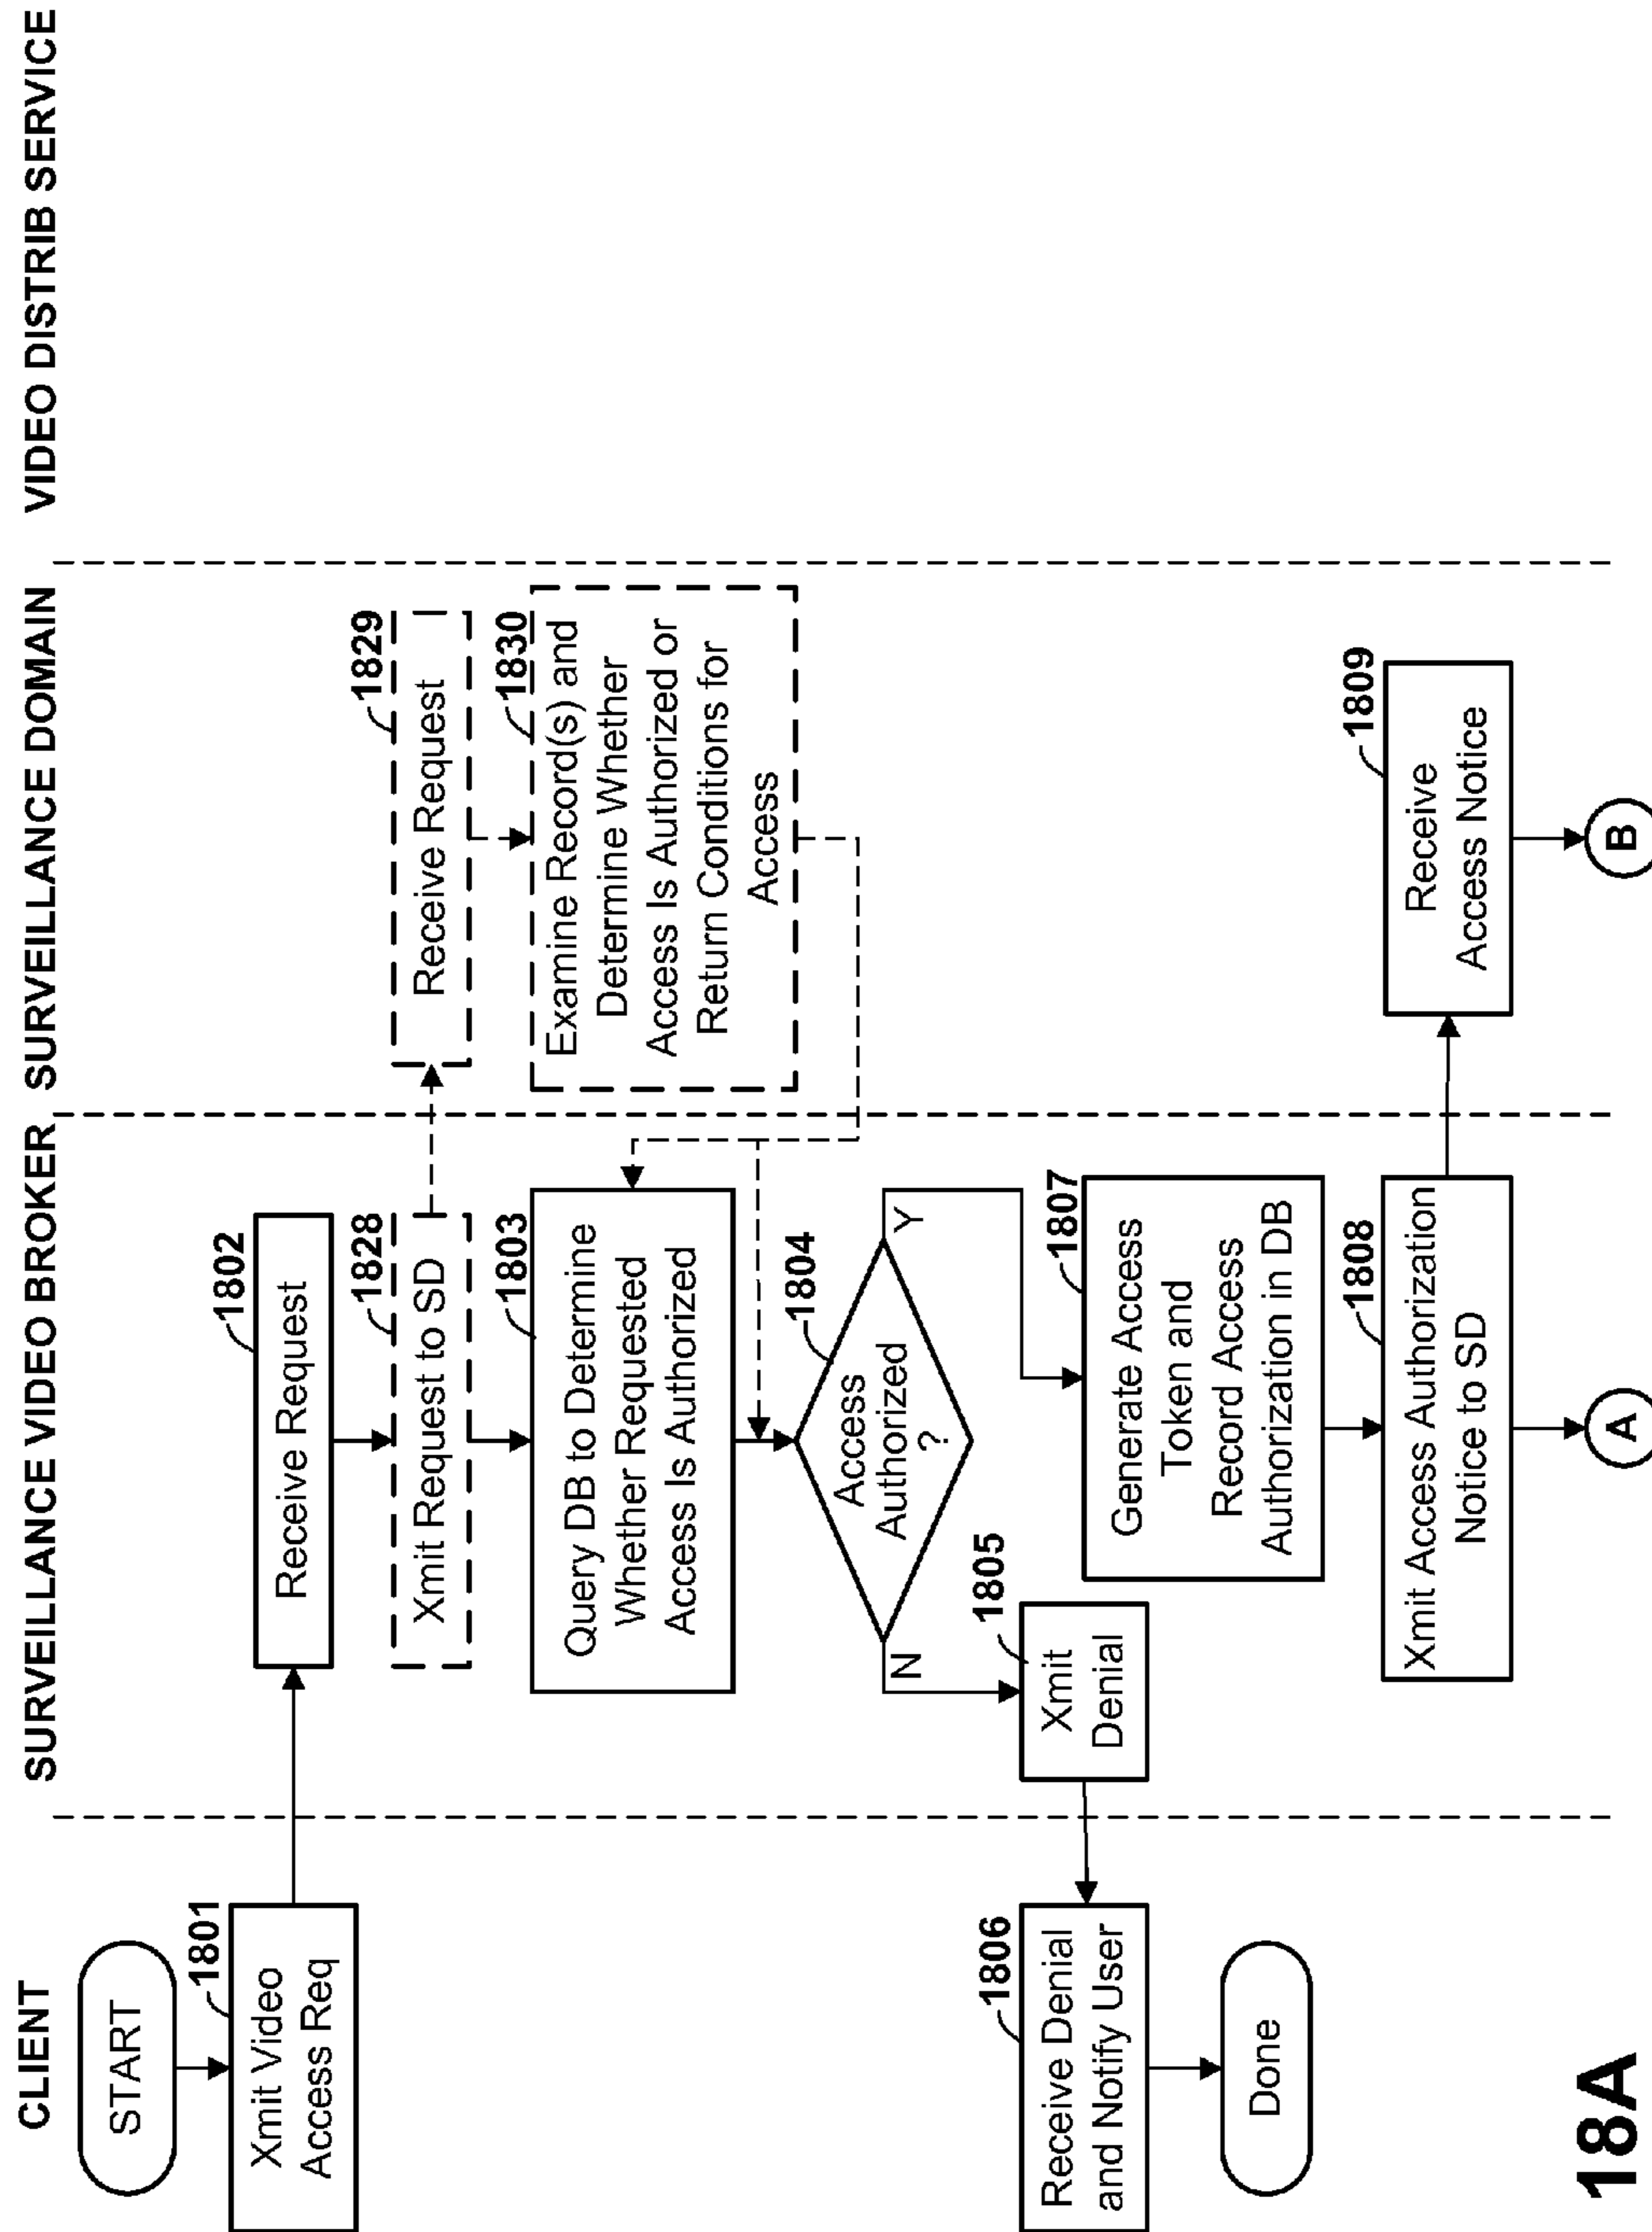 CLIENT
SURVEILLANCE VIDEO BROKER
SURVEILLANCE DOMAIN
VIDEO DISTRIB SERVICE
START
1801
Xmit Video
Access Req
1802
Receive Request
1828
Xmit Request to SD
1829
Receive Request
1803
Query DB to Determine
Whether Requested
Access Is Authorized
1830
Examine Record(s) and
Determine Whether
Access Is Authorized or
Return Conditions for
Access
1804
Access
Authorized
?
N
Y
1805
Xmit
Denial
1806
Receive Denial
and Notify User
Done
1807
Generate Access
Token and
Record Access
Authorization in DB
1808
Xmit Access Authorization
Notice to SD
1809
Receive
Access Notice
A
B
18A